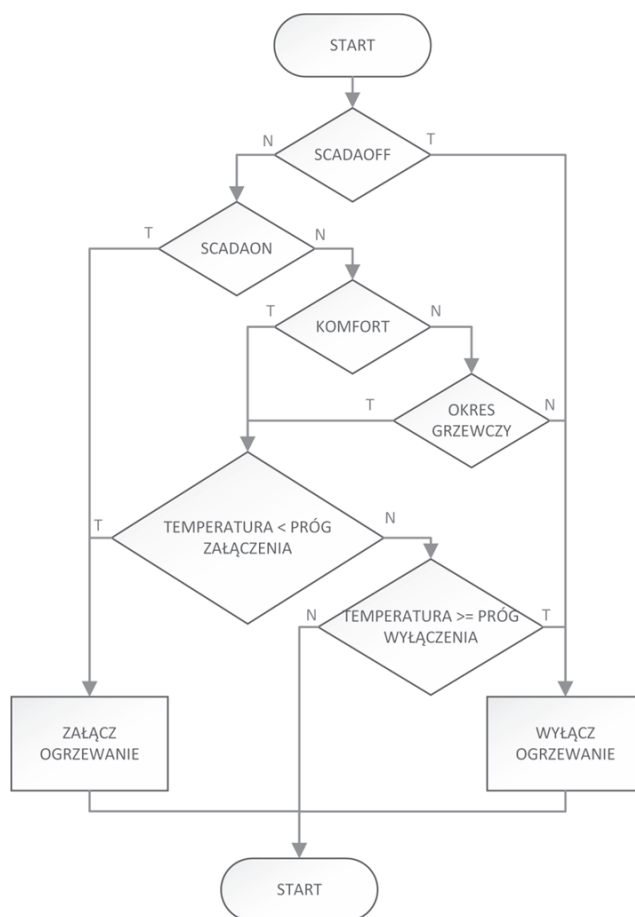 START
N
SCADAOFF
T
T
SCADAON
N
T
KOMFORT
N
T
OKRES
GRZEWCZY
N
T
TEMPERATURA < PRÓG
ZAŁĄCZENIA
N
N
TEMPERATURA >= PRÓG
WYŁĄCZENIA
T
ZAŁĄCZ
OGRZEWANIE
WYŁĄCZ
OGRZEWANIE
START